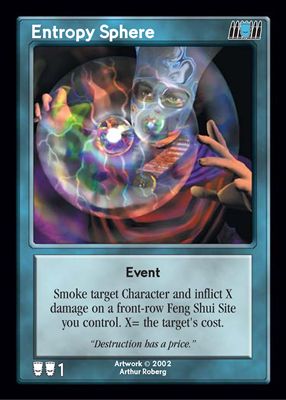 Entropy Sphere
Event
Smoke target Character and inflict X
damage on a front-row Feng Shui Site
you control. X= the target's cost.
"Destruction has a price."
1
Artwork © 2002
Arthur Roberg